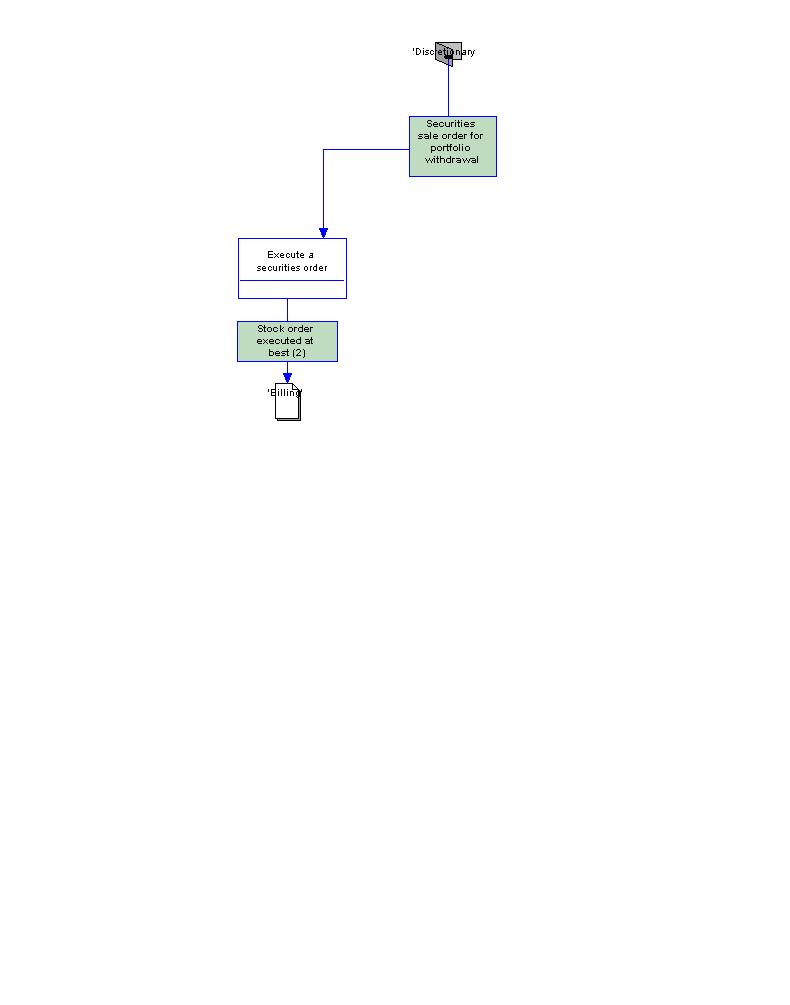 'Discretionary
Securities
sale order for
portfolio
withdrawal
Execute a
securities order
Stock order
executed at
best (2)
'Billing'